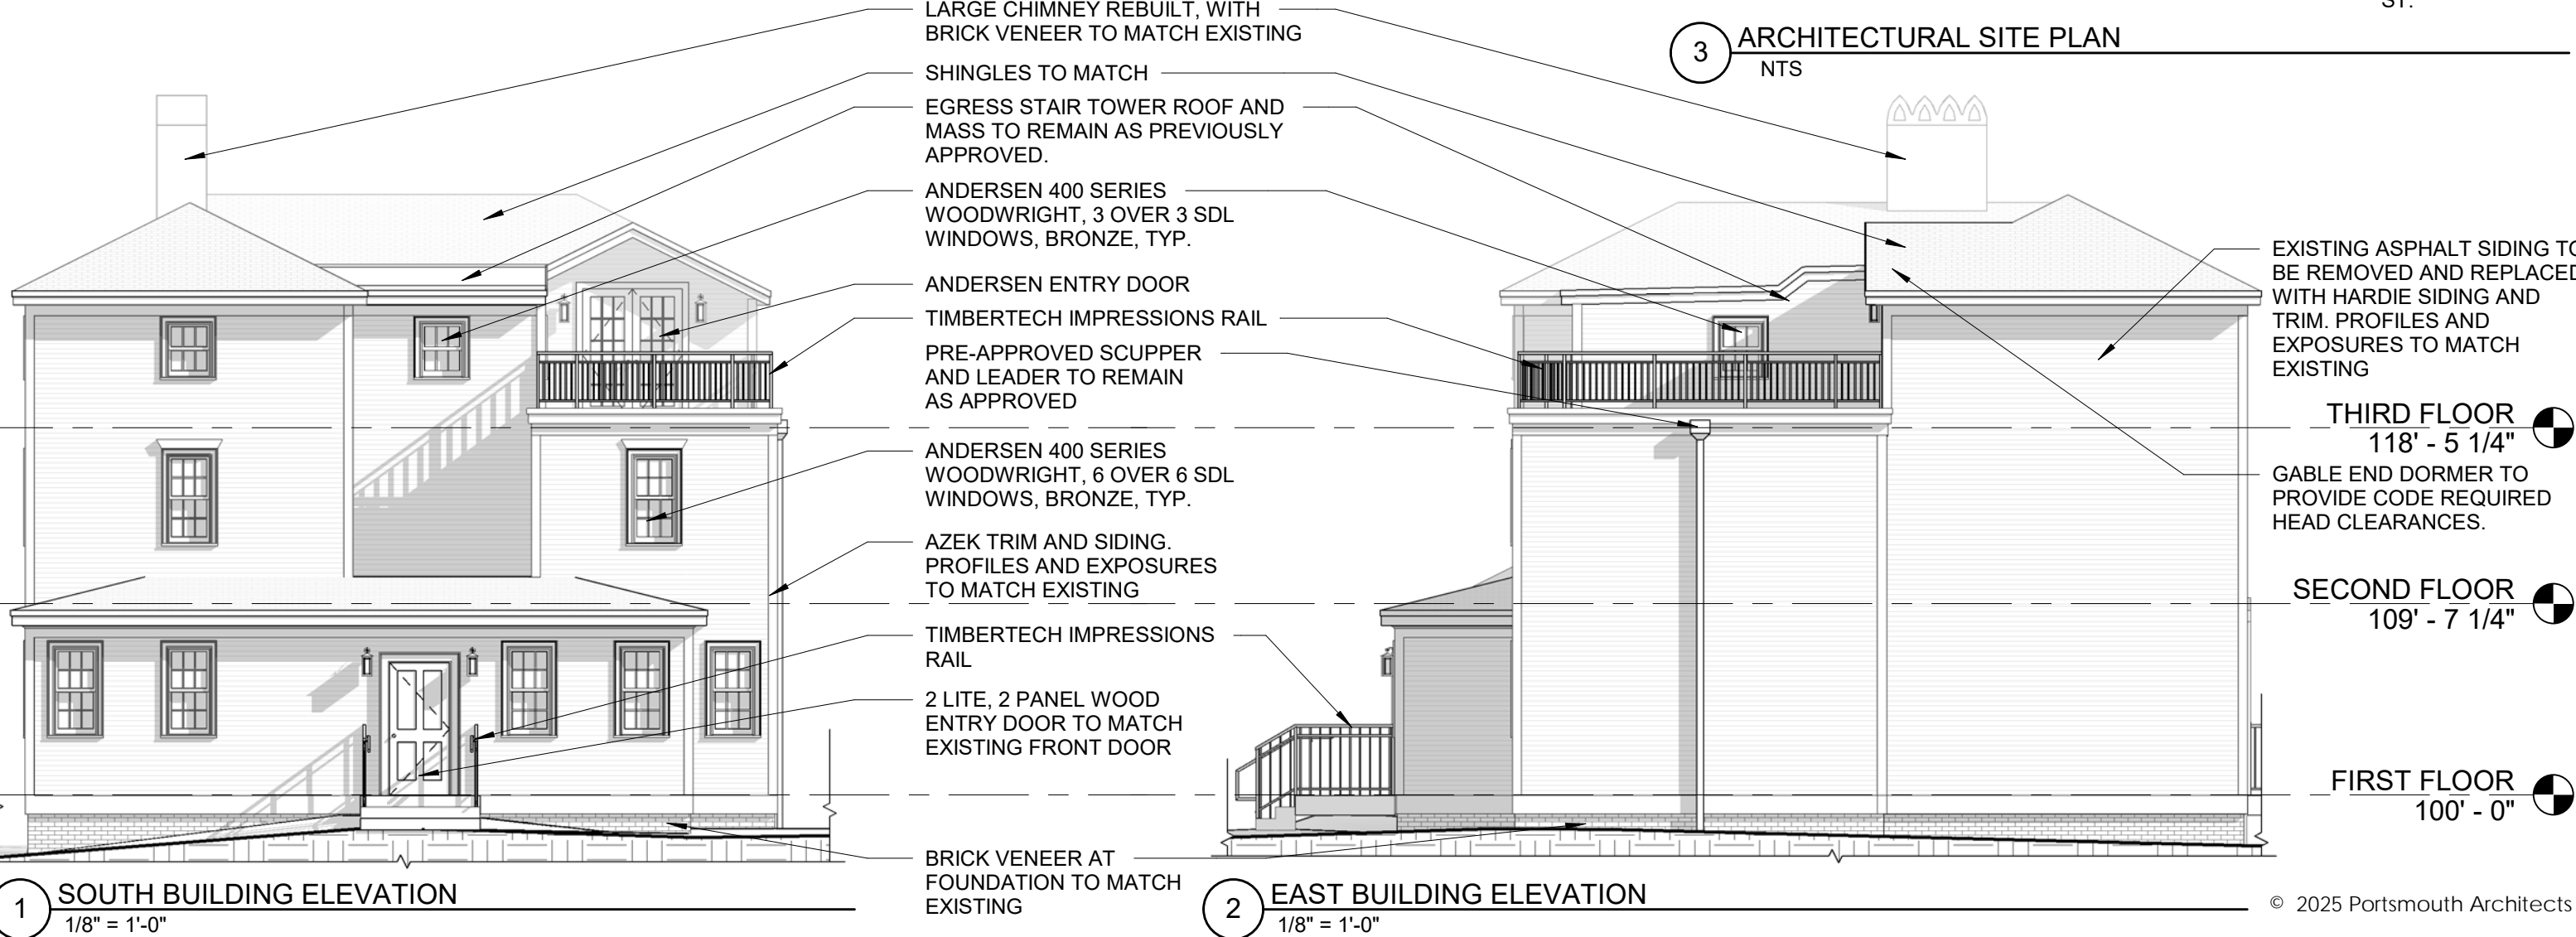 LARGE CHIMNEY REBUILT, WITH
BRICK VENEER TO MATCH EXISTING
SHINGLES TO MATCH
EGRESS STAIR TOWER ROOF AND
MASS TO REMAIN AS PREVIOUSLY
APPROVED.
ANDERSEN 400 SERIES
WOODWRIGHT, 3 OVER 3 SDL
WINDOWS, BRONZE, TYP.
ANDERSEN ENTRY DOOR
TIMBERTECH IMPRESSIONS RAIL
PRE-APPROVED SCUPPER
AND LEADER TO REMAIN
AS APPROVED
ANDERSEN 400 SERIES
WOODWRIGHT, 6 OVER 6 SDL
WINDOWS, BRONZE, TYP.
AZEK TRIM AND SIDING.
PROFILES AND EXPOSURES
TO MATCH EXISTING
TIMBERTECH IMPRESSIONS
RAIL
2 LITE, 2 PANEL WOOD
ENTRY DOOR TO MATCH
EXISTING FRONT DOOR
BRICK VENEER AT
FOUNDATION TO MATCH
EXISTING
ST.
3 ARCHITECTURAL SITE PLAN
NTS
EXISTING ASPHALT SIDING TO
BE REMOVED AND REPLACED
WITH HARDIE SIDING AND
TRIM. PROFILES AND
EXPOSURES TO MATCH
EXISTING
THIRD FLOOR
118' - 5 1/4"
GABLE END DORMER TO
PROVIDE CODE REQUIRED
HEAD CLEARANCES.
SECOND FLOOR
109' - 7 1/4"
FIRST FLOOR
100' - 0"
1 SOUTH BUILDING ELEVATION
1/8" = 1'-0"
2 EAST BUILDING ELEVATION
1/8" = 1'-0"
© 2025 Portsmouth Architects